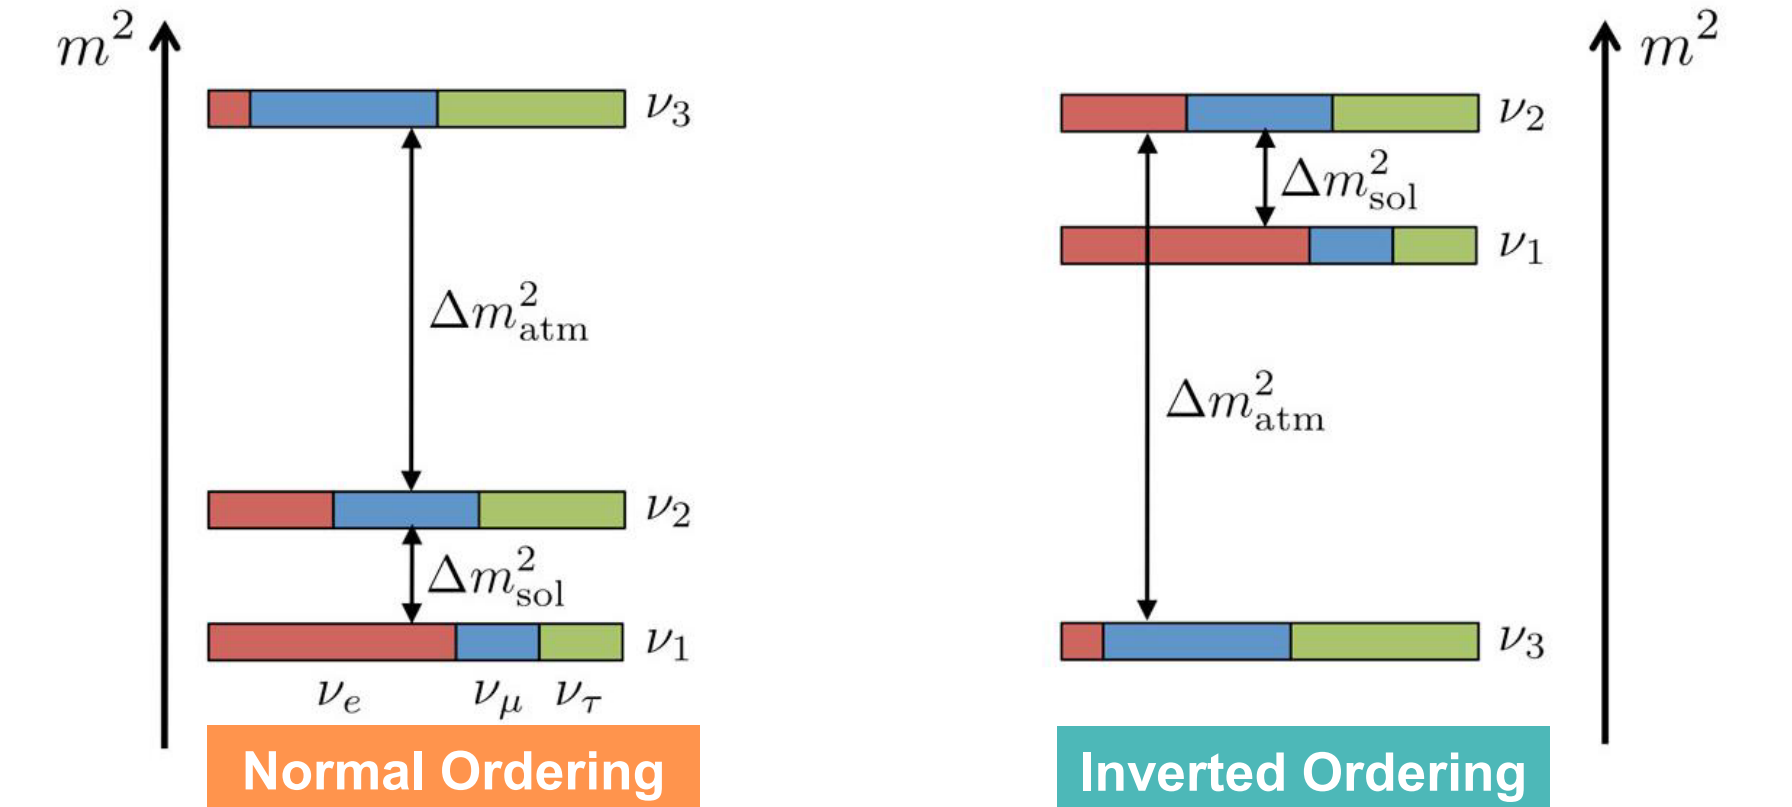 m²
ν₃
Δm²atm
ν₂
Δm²sol
ν₁
νₑ νμ ντ
Normal Ordering
m²
ν₂
Δm²sol
ν₁
Δm²atm
ν₃
Inverted Ordering